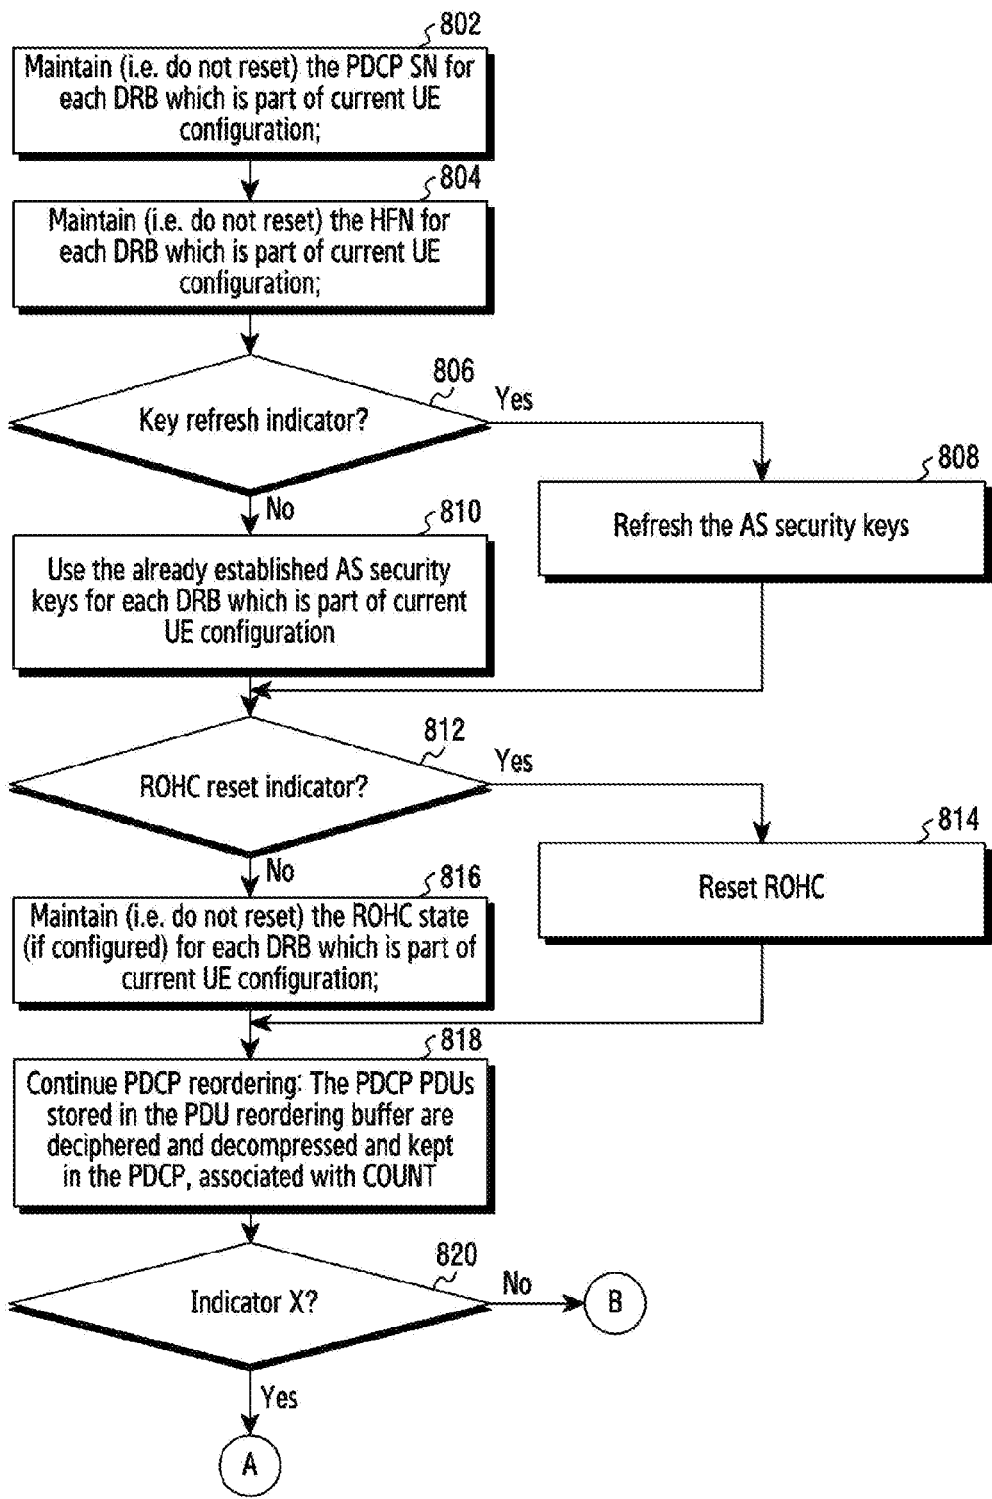 802
Maintain (i.e. do not reset) the PDCP SN for
each DRB which is part of current UE
configuration;
804
Maintain (i.e. do not reset) the HFN for
each DRB which is part of current UE
configuration;
806
Key refresh indicator?
Yes
808
Refresh the AS security keys
No
810
Use the already established AS security
keys for each DRB which is part of current
UE configuration
812
ROHC reset indicator?
Yes
814
Reset ROHC
No
816
Maintain (i.e. do not reset) the ROHC state
(if configured) for each DRB which is part of
current UE configuration;
818
Continue PDCP reordering: The PDCP PDUs
stored in the PDU reordering buffer are
deciphered and decompressed and kept
in the PDCP, associated with COUNT
820
Indicator X?
No
B
Yes
A